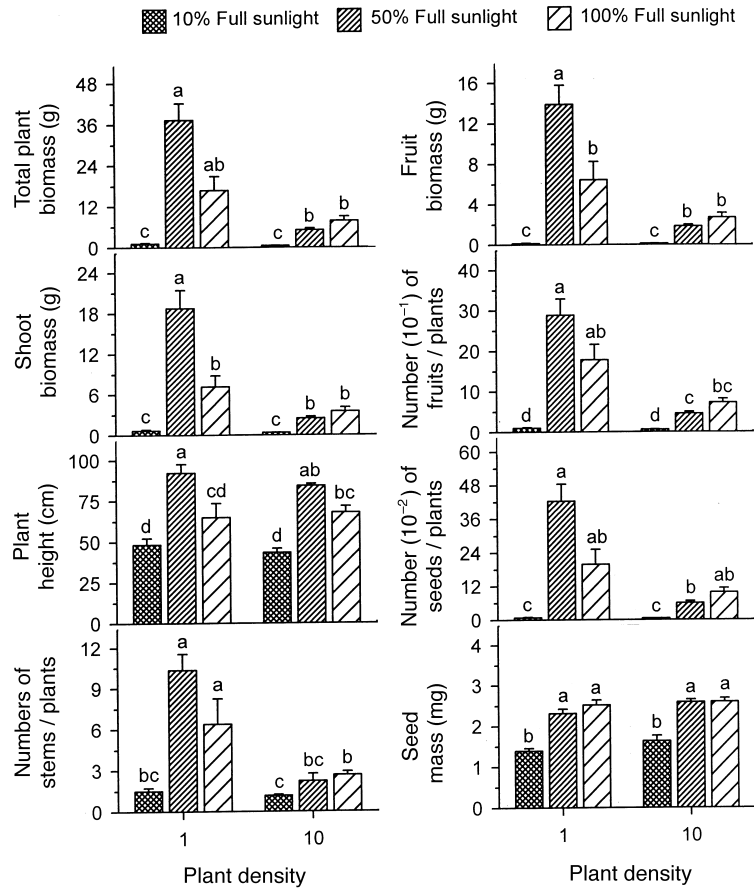 10% Full sunlight 50% Full sunlight 100% Full sunlight
Total plant
biomass (g)
48
36
24
12
0
c a ab c b b
Fruit
biomass (g)
16
12
8
4
0
c a b c b b
Shoot
biomass (g)
24
18
12
6
0
c a b c b b
Number (10⁻¹) of
fruits / plants
40
30
20
10
0
d a ab d c bc
Plant
height (cm)
100
75
50
25
0
d a cd d ab bc
Number (10⁻²) of
seeds / plants
60
48
36
24
12
0
c a ab c b ab
Numbers of
stems / plants
12
9
6
3
0
bc a a c bc b
1 10
Plant density
Seed
mass (mg)
4
3
2
1
0
b a a b a a
1 10
Plant density